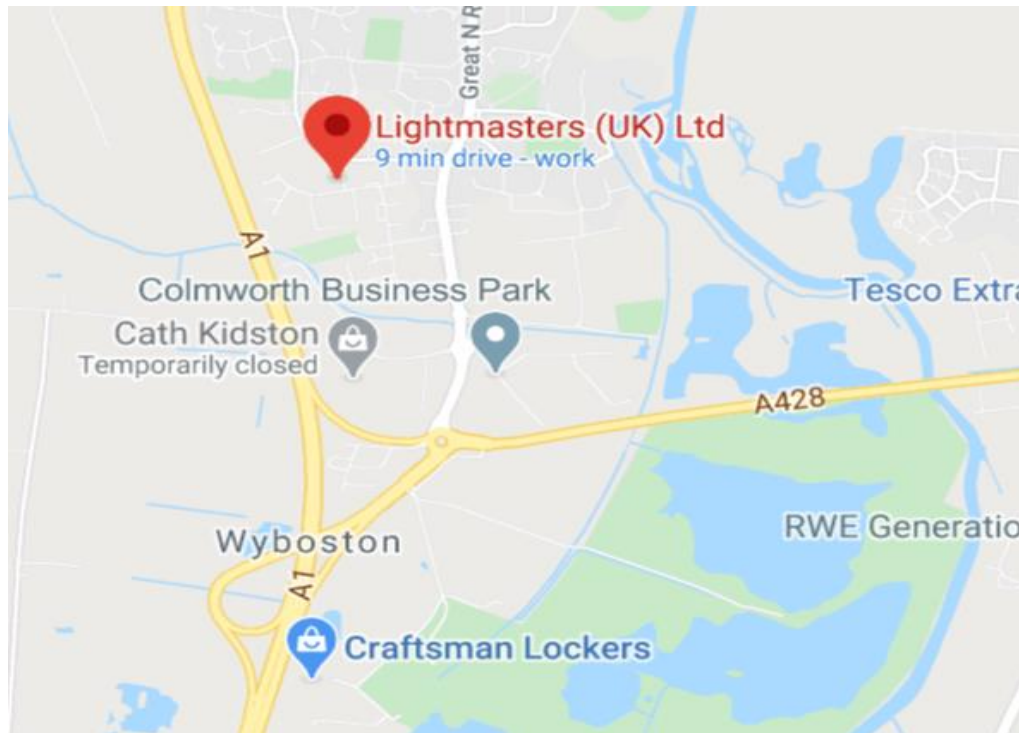 Great N.R
Lightmasters (UK) Ltd
9 min drive - work
A1
Colmworth Business Park
Tesco Extra
Cath Kidston
Temporarily closed
A428
RWE Generatio
Wyboston
A1
Craftsman Lockers